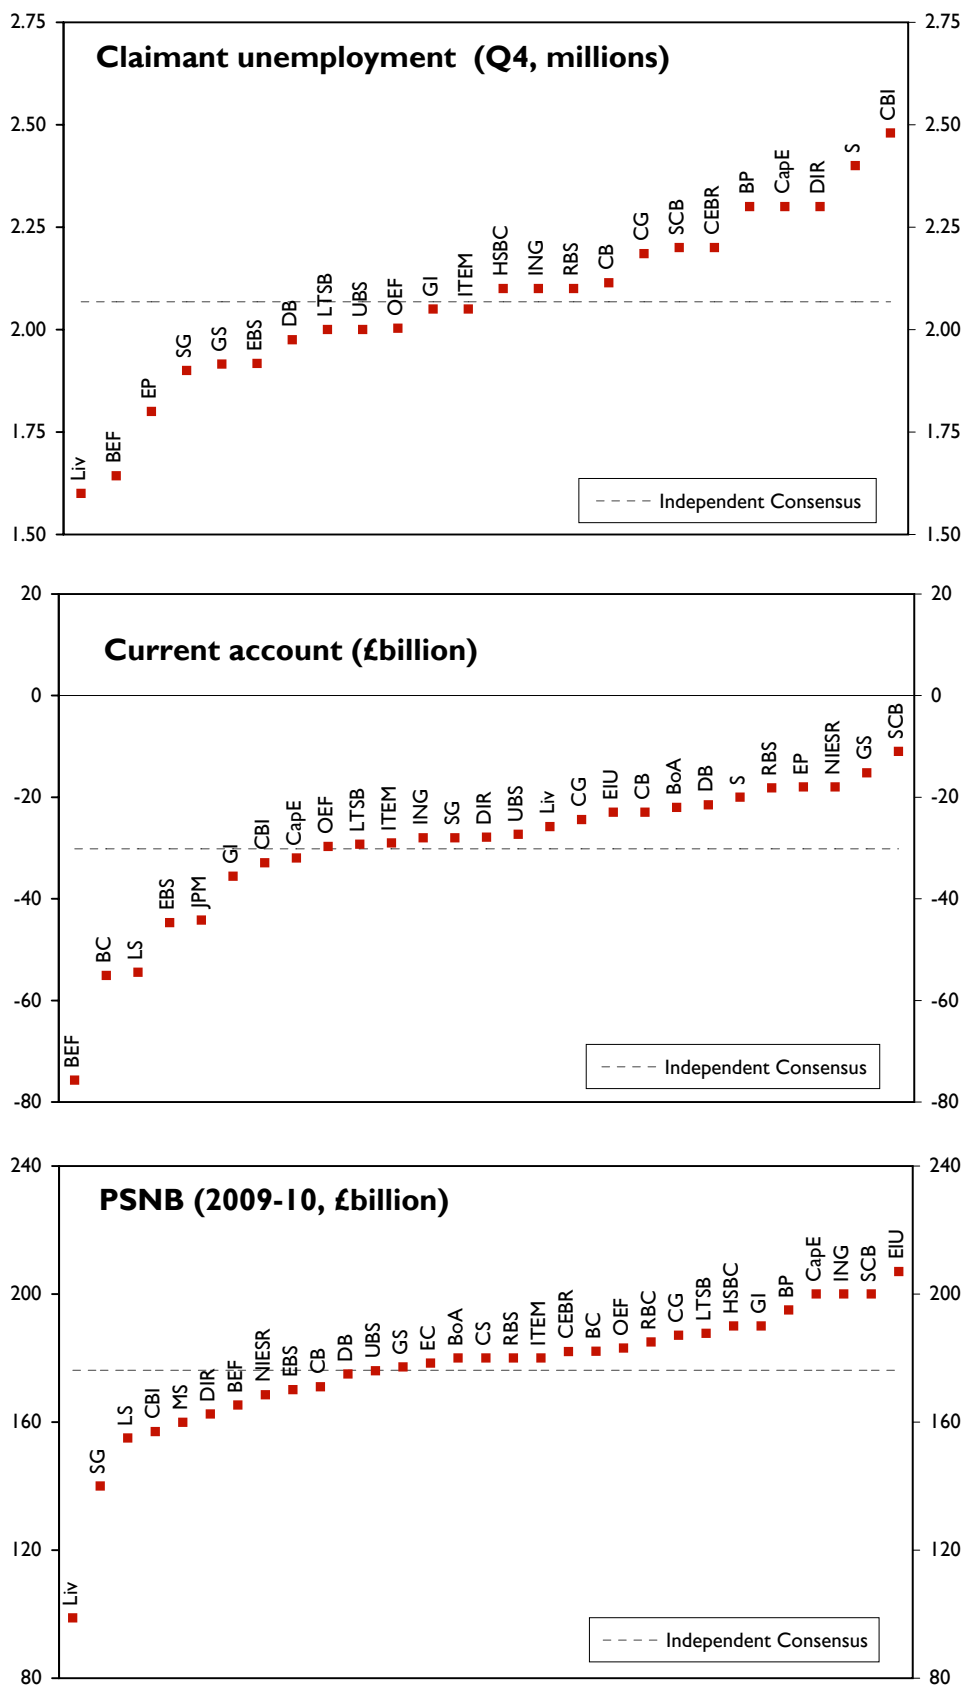 Claimant unemployment (Q4, millions)
2.75 2.75
2.50 2.50
2.25 2.25
2.00 2.00
1.75 1.75
1.50 1.50
Liv BEF EP SG GS EBS DB LTSB UBS OEF GI ITEM HSBC ING RBS CB CG SCB CEBR BP CapE DIR S CBI
Independent Consensus
Current account (£billion)
20 20
0 0
-20 -20
-40 -40
-60 -60
-80 -80
BEF BC LS EBS JPM GI CBI CapE OEF LTSB ITEM ING SG DIR UBS Liv CG EIU CB BoA DB S RBS EP NIESR GS SCB
Independent Consensus
PSNB (2009-10, £billion)
240 240
200 200
160 160
120 120
80 80
Liv SG LS CBI MS DIR BEF NIESR EBS CB DB UBS GS EC BoA CS RBS ITEM CEBR BC OEF RBC CG LTSB HSBC GI BP CapE ING SCB EIU
Independent Consensus